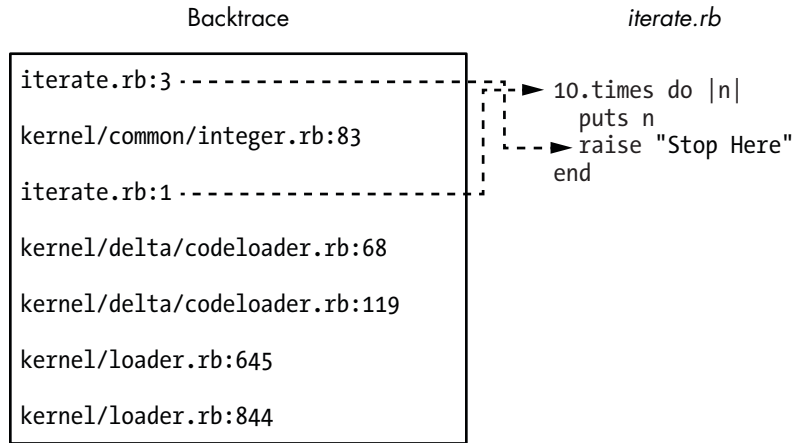 Backtrace
iterate.rb:3
kernel/common/integer.rb:83
iterate.rb:1
kernel/delta/codeloader.rb:68
kernel/delta/codeloader.rb:119
kernel/loader.rb:645
kernel/loader.rb:844
iterate.rb
10.times do |n|
  puts n
  raise "Stop Here"
end